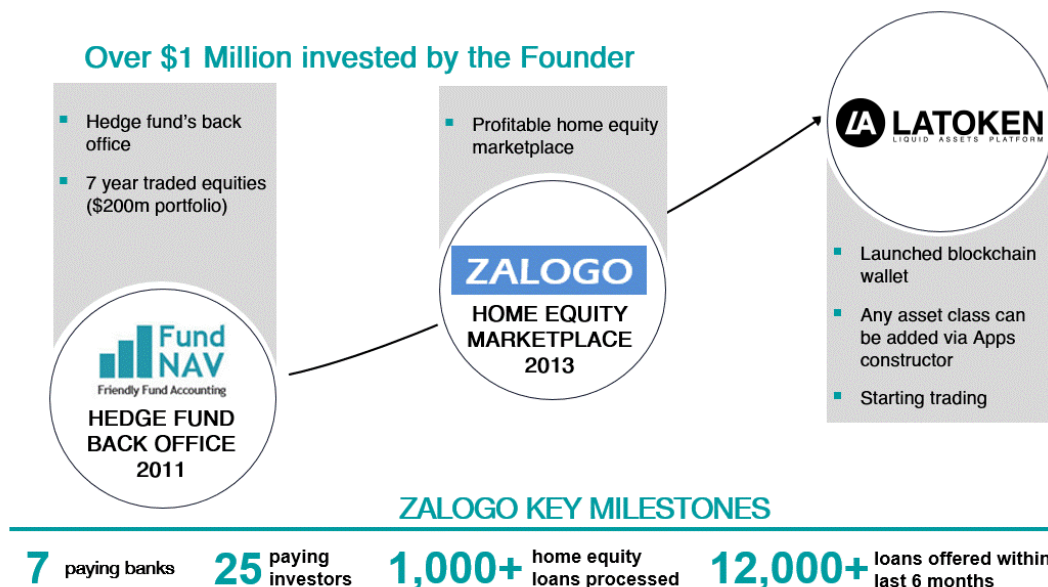 Over $1 Million invested by the Founder
Hedge fund's back
office
7 year traded equities
($200m portfolio)
Fund
NAV
Friendly Fund Accounting
HEDGE FUND
BACK OFFICE
2011
Profitable home equity
marketplace
ZALOGO
HOME EQUITY
MARKETPLACE
2013
LA LATOKEN
LIQUID ASSETS PLATFORM
Launched blockchain
wallet
Any asset class can
be added via Apps
constructor
Starting trading
ZALOGO KEY MILESTONES
7 paying banks
25 paying
investors
1,000+ home equity
loans processed
12,000+ loans offered within
last 6 months